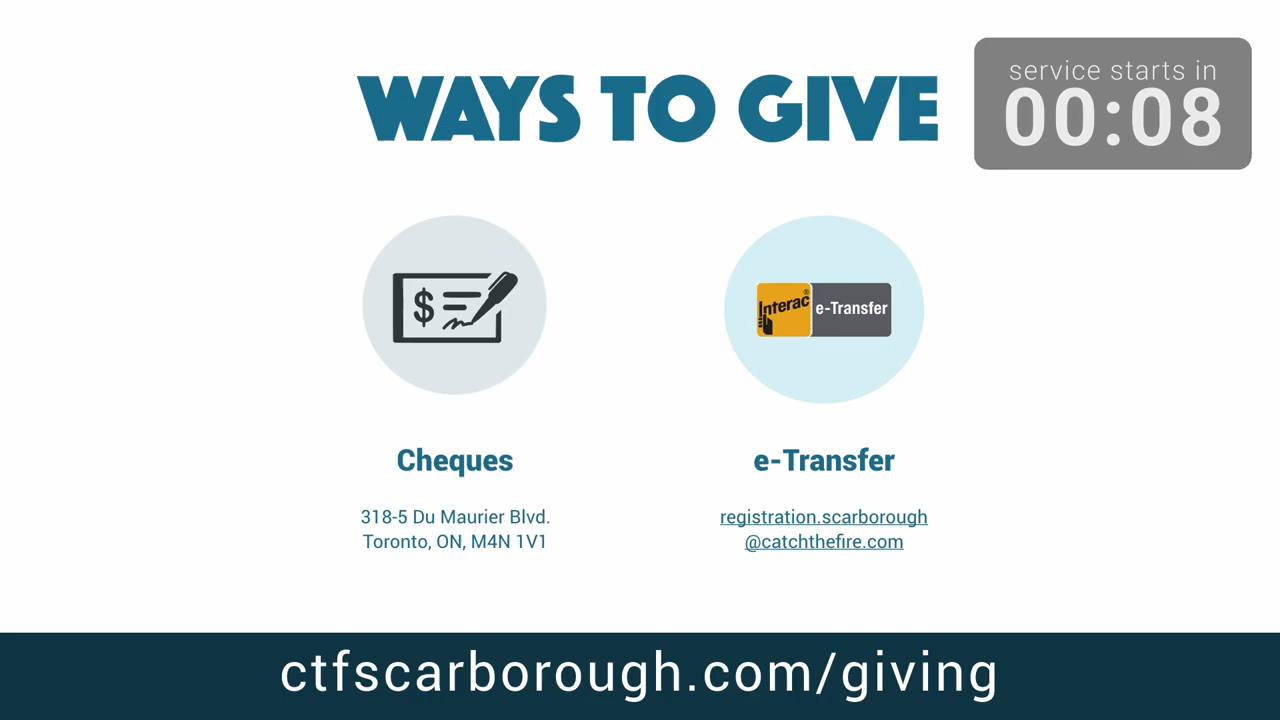 WAYS TO GIVE
service starts in
00:08
$
Interac® e-Transfer
Cheques
318-5 Du Maurier Blvd.
Toronto, ON, M4N 1V1
e-Transfer
registration.scarborough
@catchthefire.com
ctfscarborough.com/giving